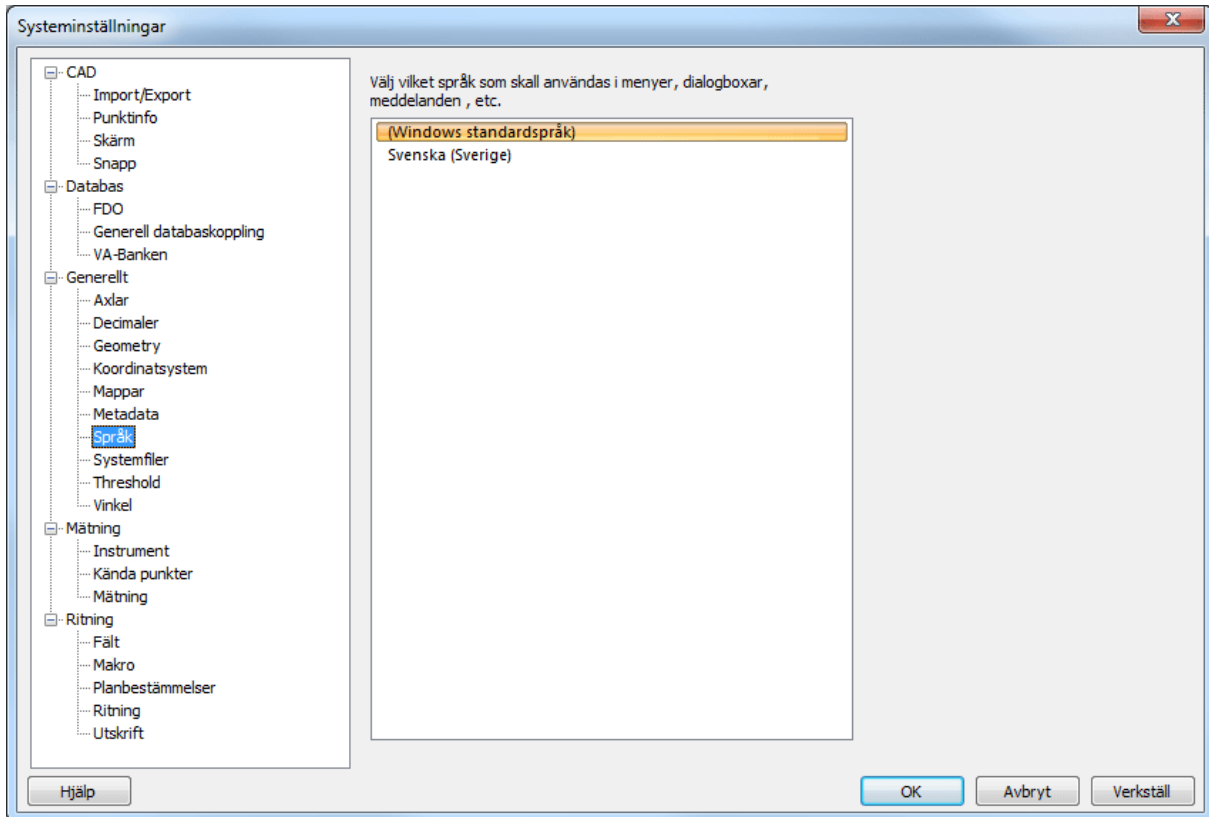 Systeminställningar
CAD
Import/Export
Punktinfo
Skärm
Snapp
Databas
FDO
Generell databaskoppling
VA-Banken
Generellt
Axlar
Decimaler
Geometry
Koordinatsystem
Mappar
Metadata
Språk
Systemfiler
Threshold
Vinkel
Mätning
Instrument
Kända punkter
Mätning
Ritning
Fält
Makro
Planbestämmelser
Ritning
Utskrift
Välj vilket språk som skall användas i menyer, dialogboxar,
meddelanden , etc.
(Windows standardspråk)
Svenska (Sverige)
Hjälp
OK
Avbryt
Verkställ